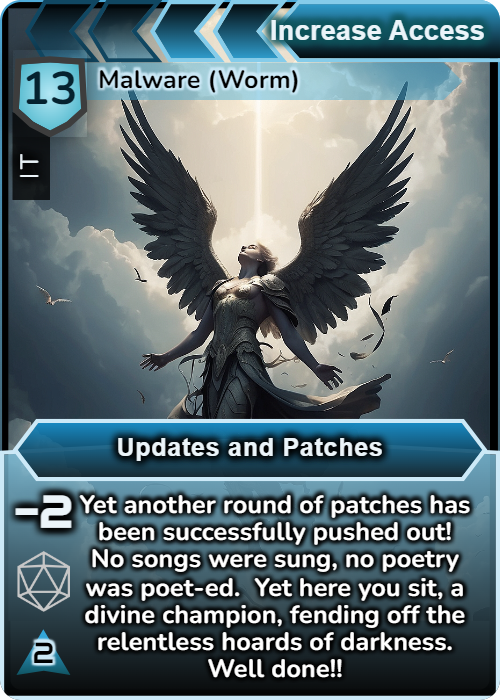 Increase Access
13
Malware (Worm)
IT
Updates and Patches
-2
Yet another round of patches has
been successfully pushed out!
No songs were sung, no poetry
was poet-ed. Yet here you sit, a
divine champion, fending off the
relentless hoards of darkness.
Well done!!
2